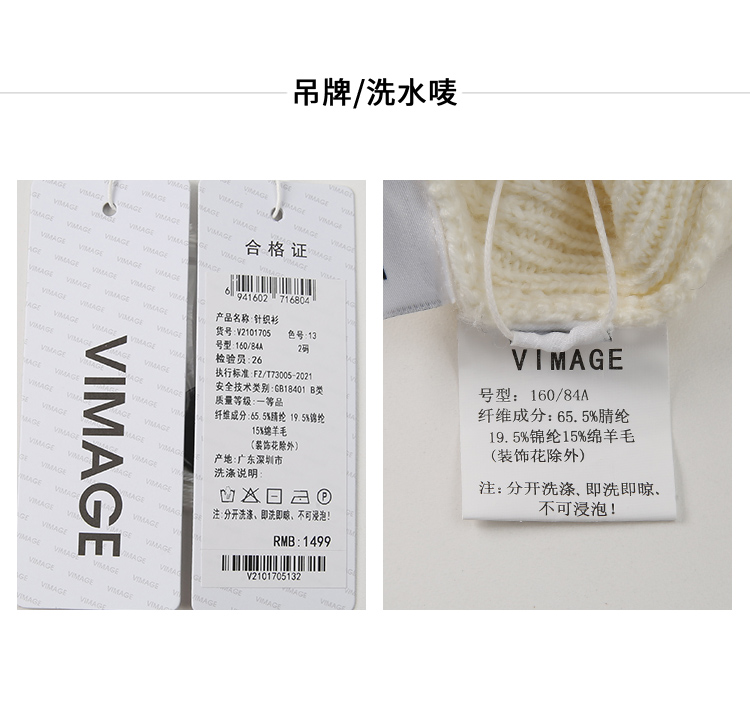 吊牌/洗水唛
VIMAGE
合格证
6 941602 716804
产品名称: 针织衫
货号: V2101705 色号: 13
号型: 160/84A 2码
检验员: 26
执行标准: FZ/T73005-2021
安全技术类别: GB18401 B类
质量等级: 一等品
纤维成分: 65.5%腈纶 19.5%锦纶
15%绵羊毛
(装饰花除外)
产地: 广东深圳市
洗涤说明:
注: 分开洗涤、即洗即晾、不可浸泡!
RMB:1499
V2101705132
VIMAGE
号型: 160/84A
纤维成分: 65.5%腈纶
19.5%锦纶15%绵羊毛
(装饰花除外)
注: 分开洗涤、即洗即晾、
不可浸泡!